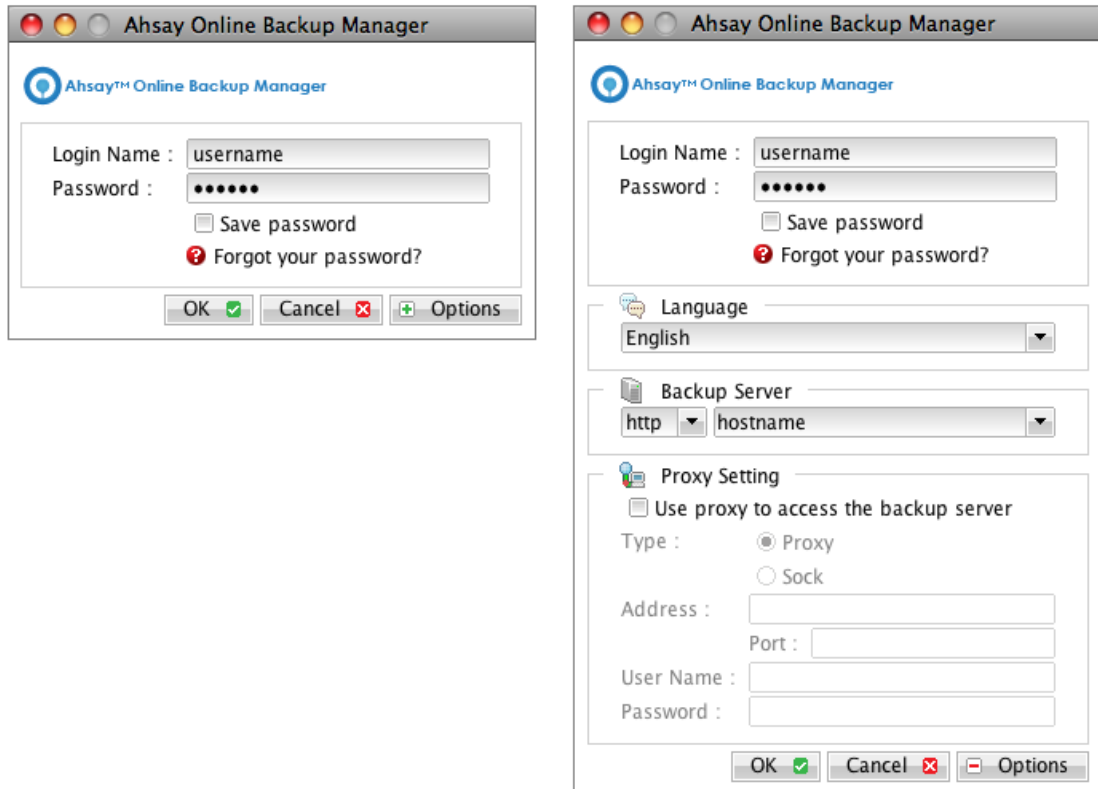 Ahsay Online Backup Manager
Ahsay™ Online Backup Manager
Login Name : username
Password : ••••••
Save password
Forgot your password?
OK Cancel Options
Ahsay Online Backup Manager
Ahsay™ Online Backup Manager
Login Name : username
Password : ••••••
Save password
Forgot your password?
Language
English
Backup Server
http hostname
Proxy Setting
Use proxy to access the backup server
Type : Proxy
Sock
Address :
Port :
User Name :
Password :
OK Cancel Options